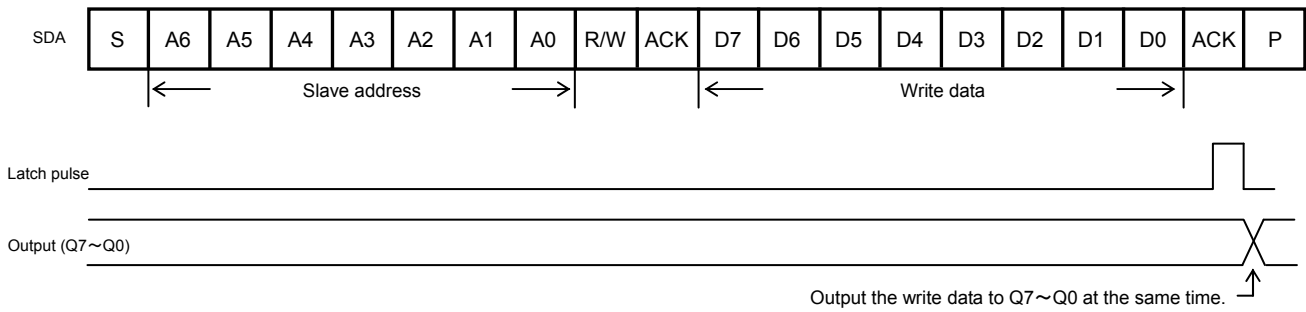 SDA S A6 A5 A4 A3 A2 A1 A0 R/W ACK D7 D6 D5 D4 D3 D2 D1 D0 ACK P
Slave address Write data
Latch pulse
Output (Q7～Q0)
Output the write data to Q7～Q0 at the same time.